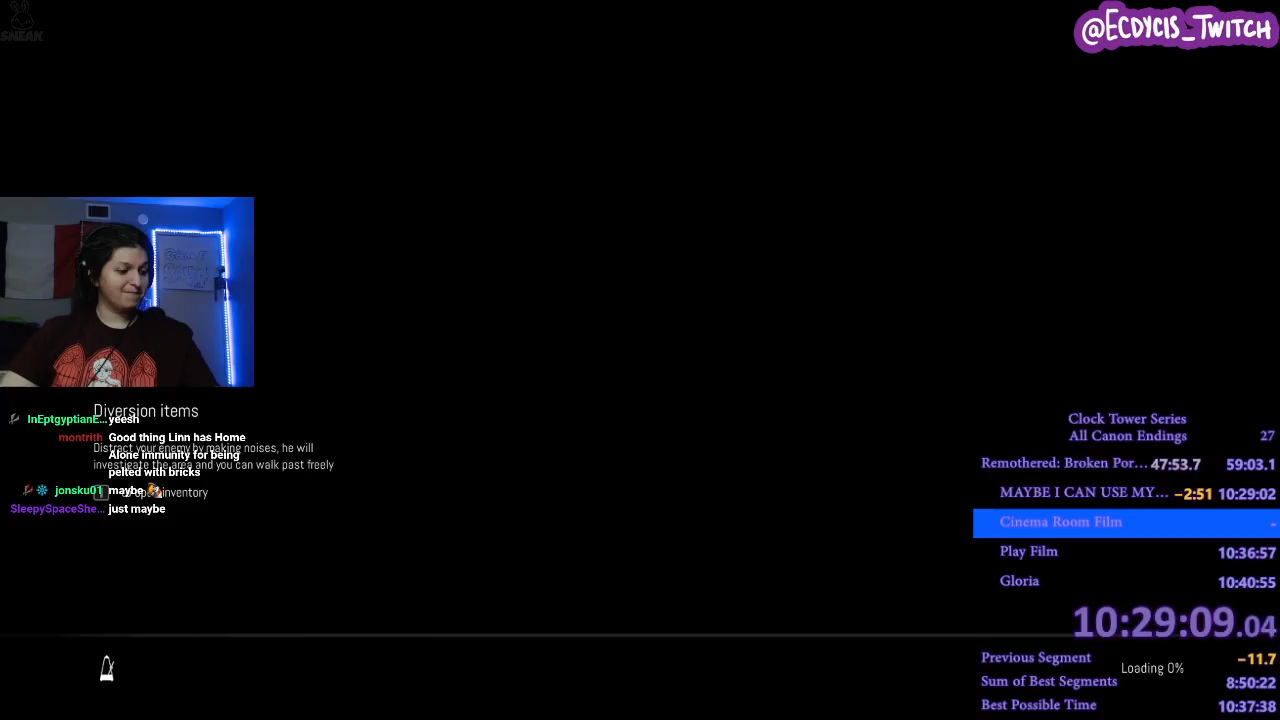 SNEAK
@ECDYCIS_TWITCH
Diversion items
InEptgyptianE... yeesh
montrith Good thing Linn has Home
Alone immunity for being
pelted with bricks
Distract your enemy by making noises, he will
investigate the area and you can walk past freely
jonsku01 maybe
inventory
SleepySpaceShe... just maybe
Clock Tower Series
All Canon Endings 27
Remothered: Broken Por... 47:53.7 59:03.1
MAYBE I CAN USE MY... −2:51 10:29:02
Cinema Room Film -
Play Film 10:36:57
Gloria 10:40:55
10:29:09.04
Previous Segment −11.7
Loading 0%
Sum of Best Segments 8:50:22
Best Possible Time 10:37:38